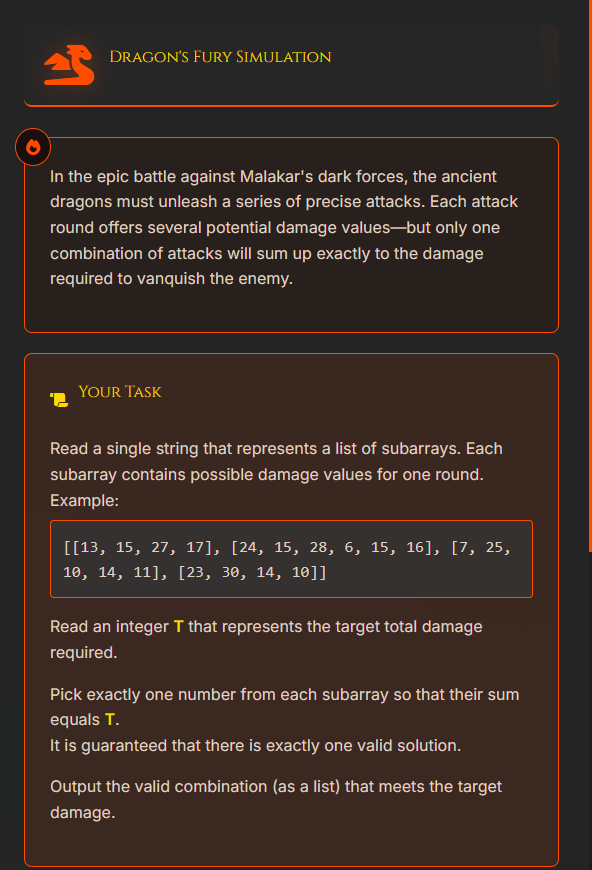 Dragon's Fury Simulation
In the epic battle against Malakar's dark forces, the ancient
dragons must unleash a series of precise attacks. Each attack
round offers several potential damage values—but only one
combination of attacks will sum up exactly to the damage
required to vanquish the enemy.
Your Task
Read a single string that represents a list of subarrays. Each
subarray contains possible damage values for one round.
Example:
[[13, 15, 27, 17], [24, 15, 28, 6, 15, 16], [7, 25,
10, 14, 11], [23, 30, 14, 10]]
Read an integer T that represents the target total damage
required.
Pick exactly one number from each subarray so that their sum
equals T.
It is guaranteed that there is exactly one valid solution.
Output the valid combination (as a list) that meets the target
damage.